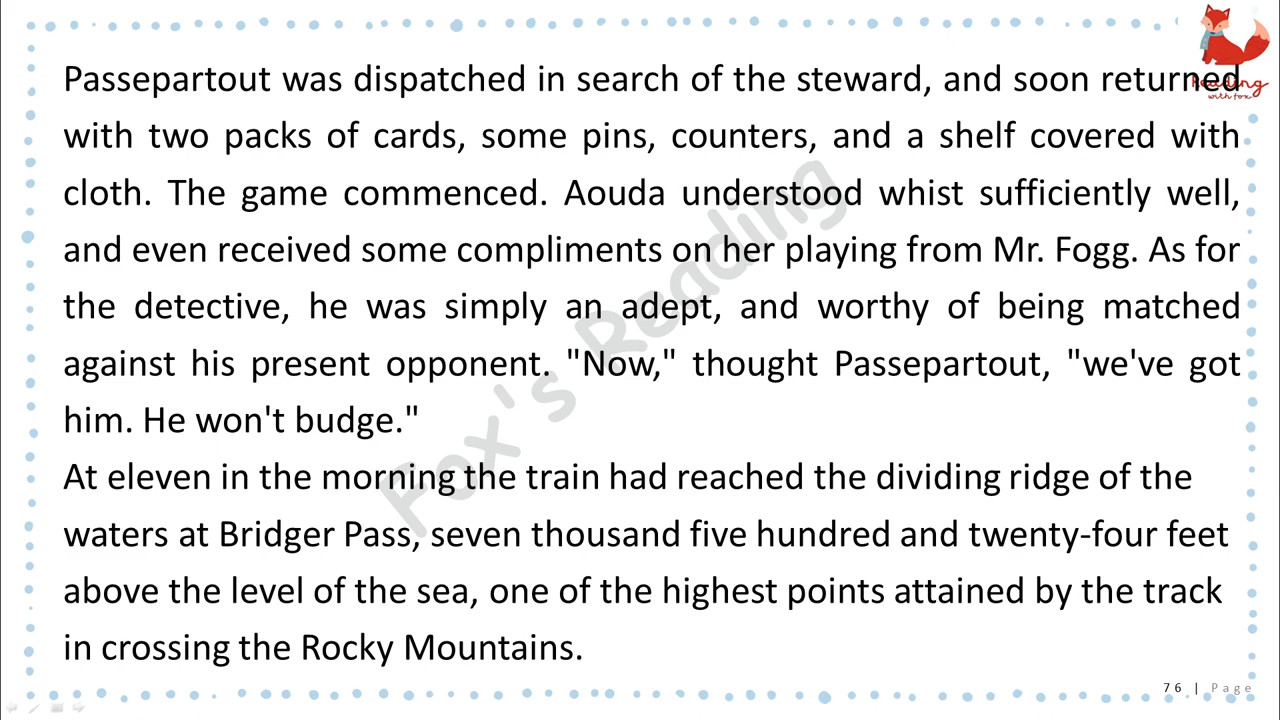 Passepartout was dispatched in search of the steward, and soon returned
with two packs of cards, some pins, counters, and a shelf covered with
cloth. The game commenced. Aouda understood whist sufficiently well,
and even received some compliments on her playing from Mr. Fogg. As for
the detective, he was simply an adept, and worthy of being matched
against his present opponent. "Now," thought Passepartout, "we've got
him. He won't budge."
At eleven in the morning the train had reached the dividing ridge of the
waters at Bridger Pass, seven thousand five hundred and twenty-four feet
above the level of the sea, one of the highest points attained by the track
in crossing the Rocky Mountains.
Reading
with fox
Fox's Reading
76 | Page